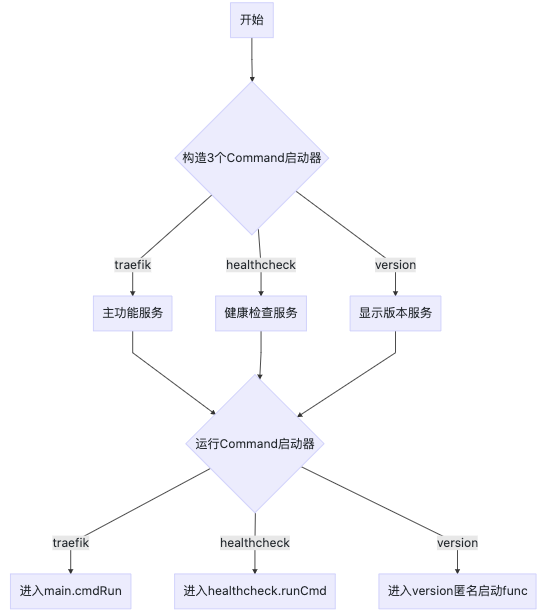 开始
构造3个Command启动器
traefik
healthcheck
version
主功能服务
健康检查服务
显示版本服务
运行Command启动器
traefik
healthcheck
version
进入main.cmdRun
进入healthcheck.runCmd
进入version匿名启动func